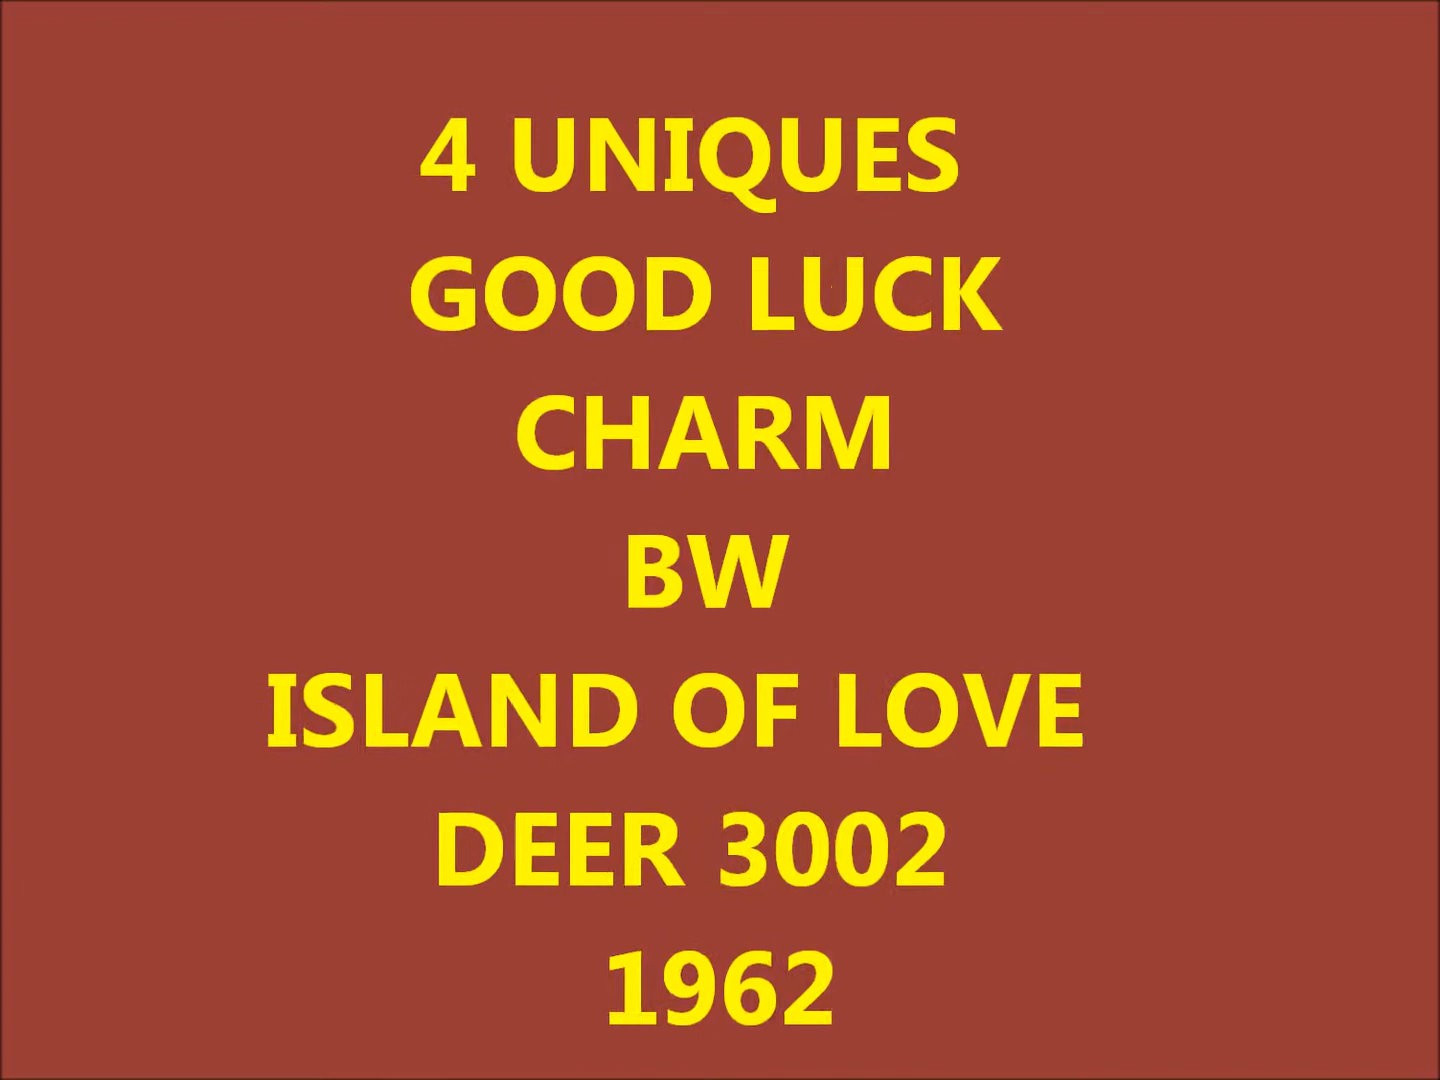 4 UNIQUES
GOOD LUCK
CHARM
BW
ISLAND OF LOVE
DEER 3002
1962